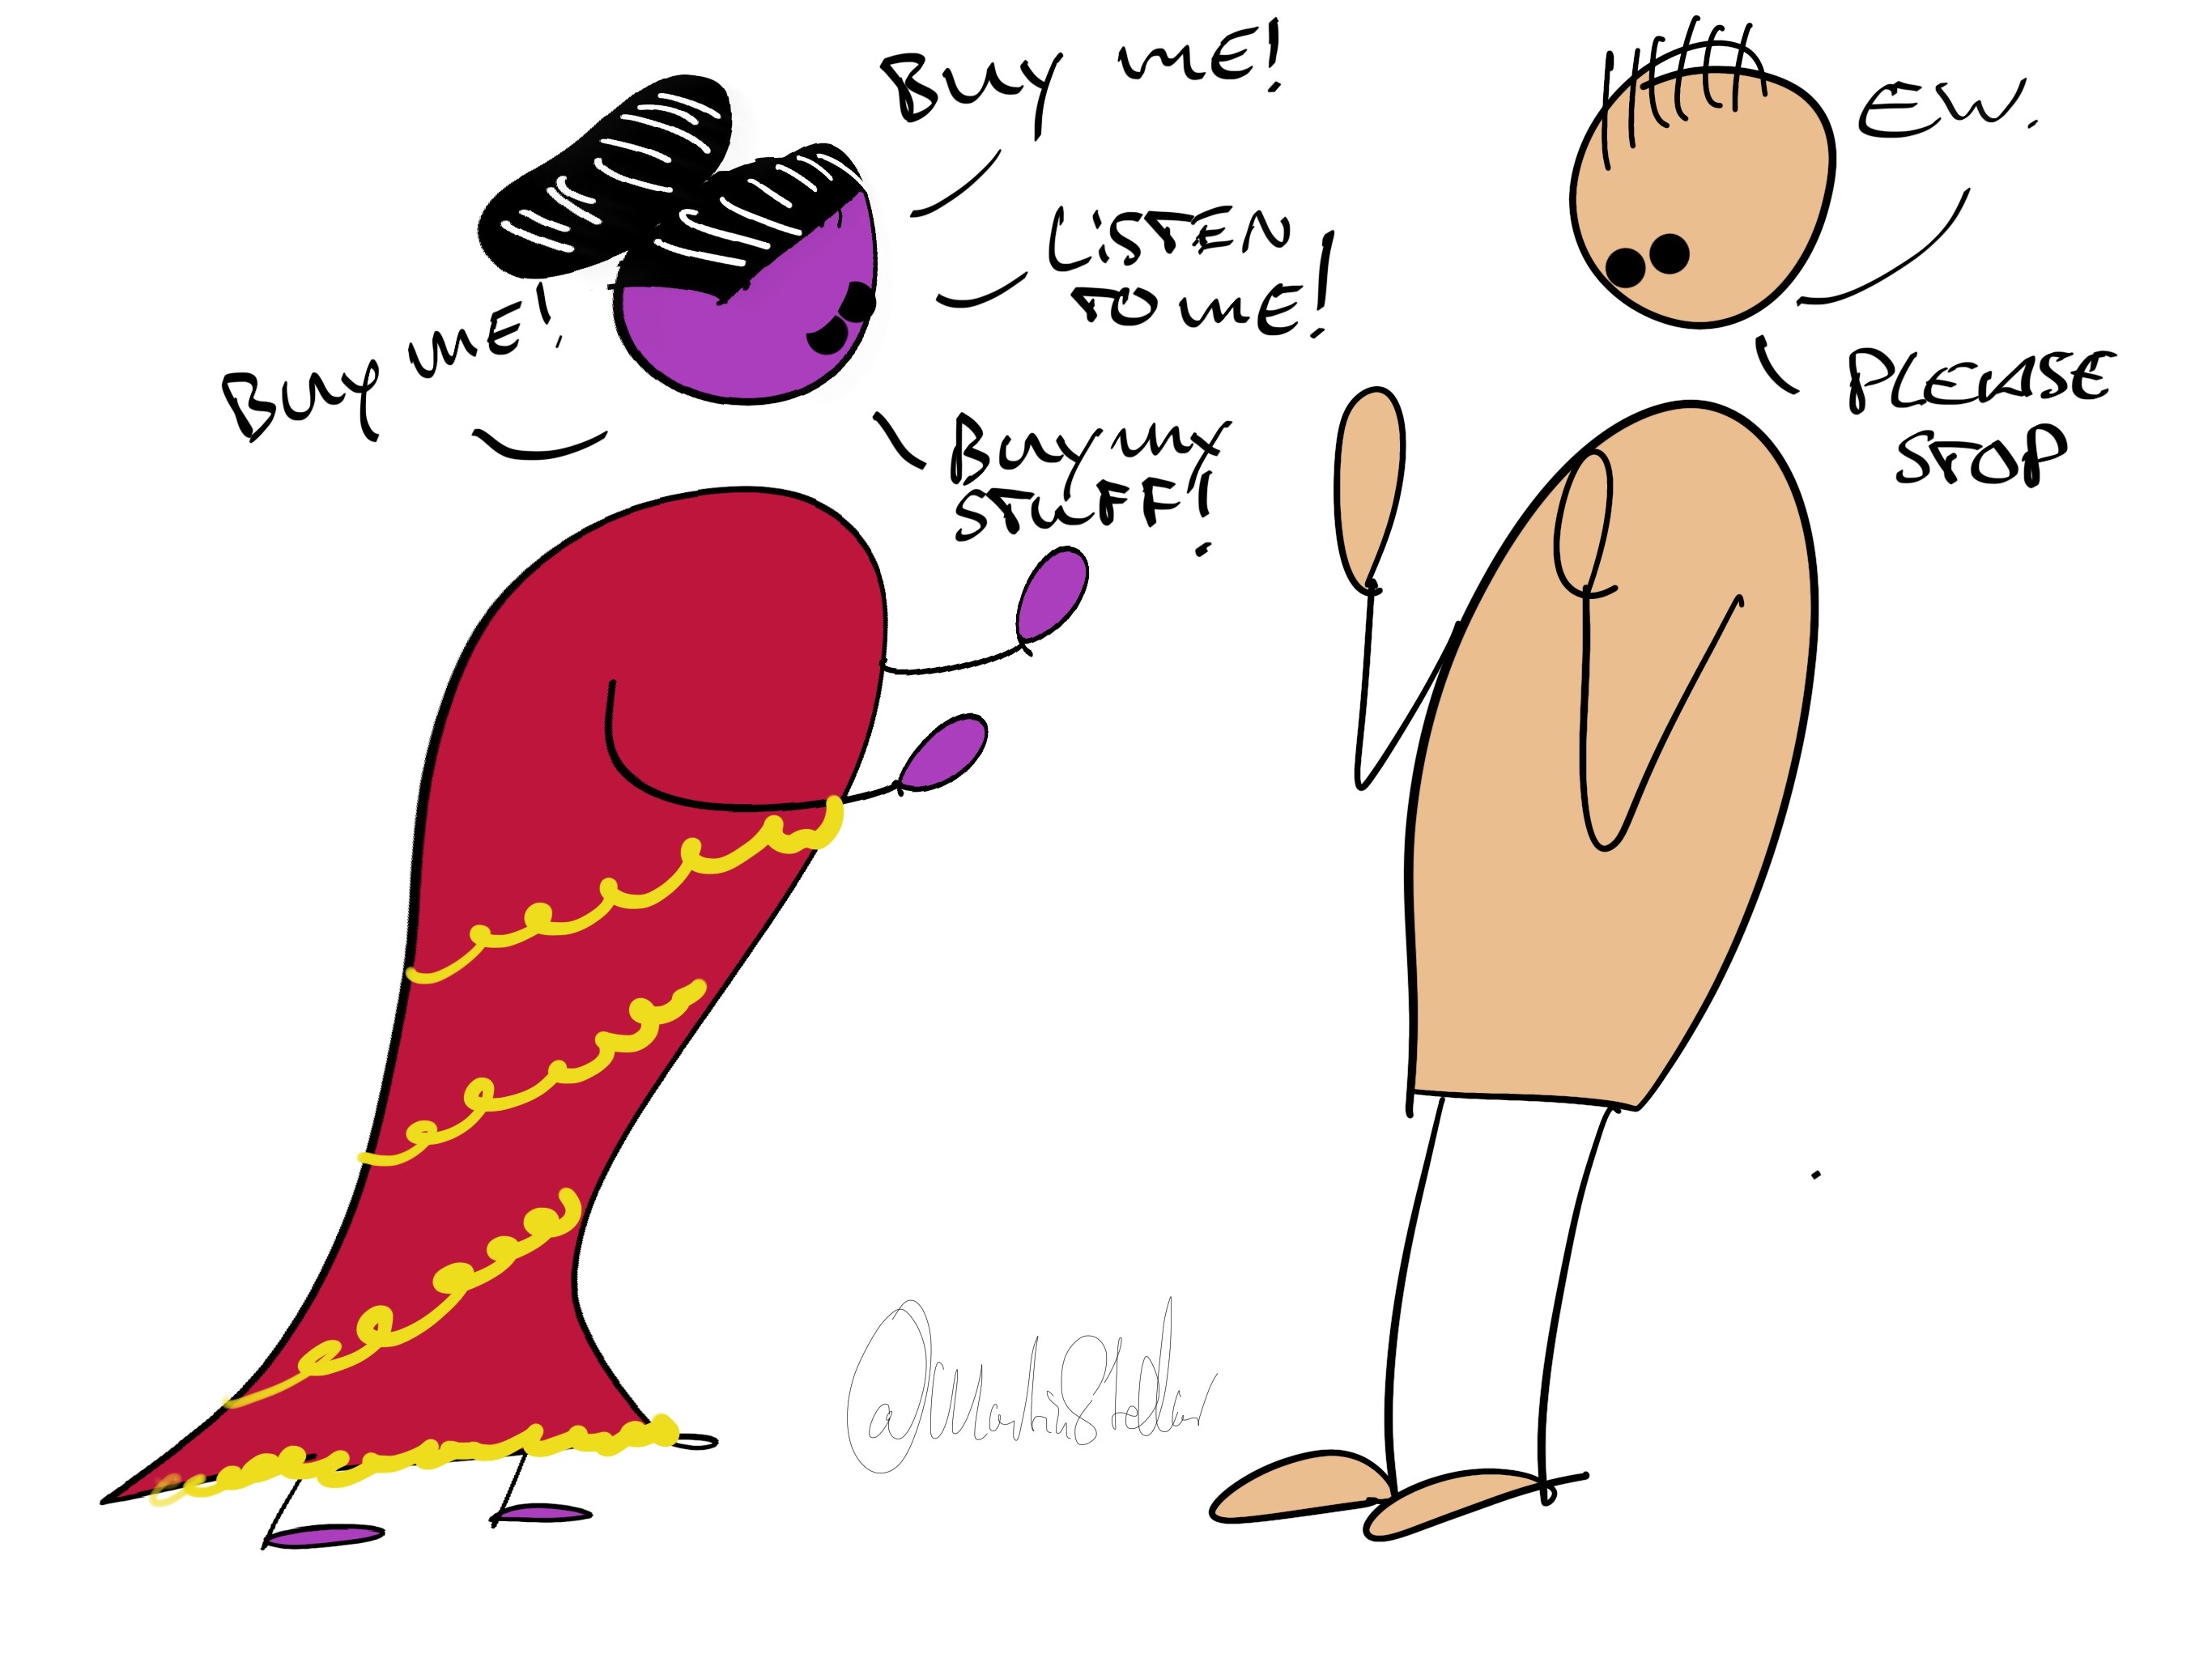 Buy me!
Ew.
Listen
to me!
Buy me!
Please
stop
Buy my
stuff!
@MartinStellar